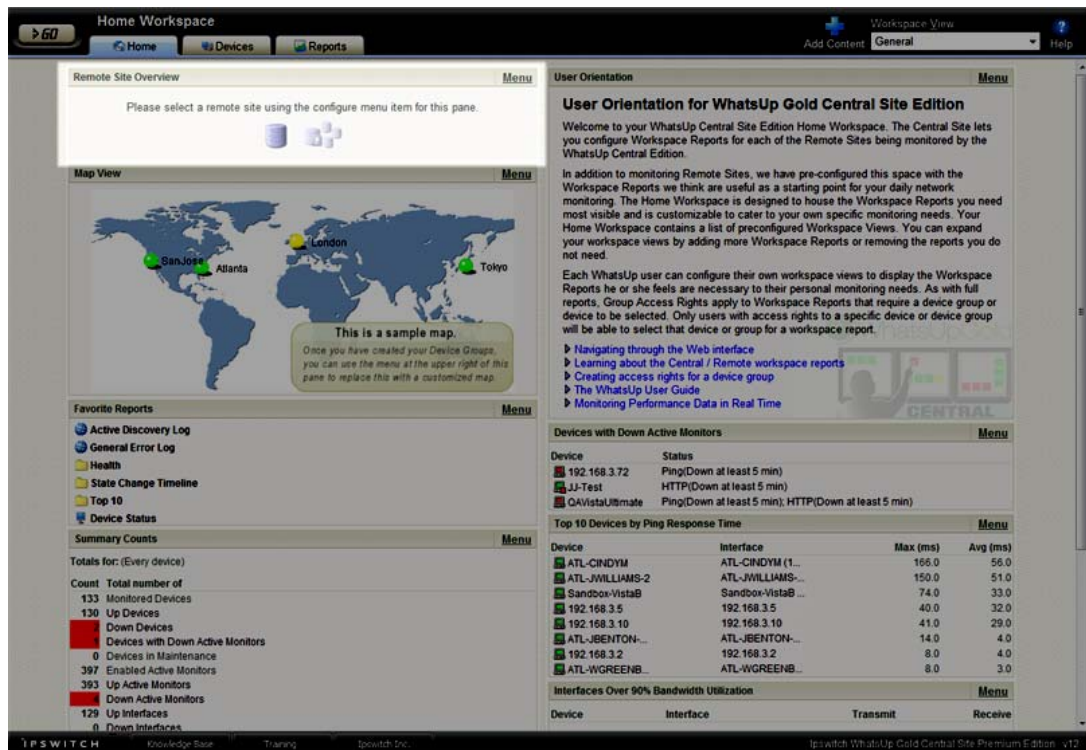 GO
Home Workspace
Home
Devices
Reports
Add Content
Workspace View
General
Help
Remote Site Overview
Menu
Please select a remote site using the configure menu item for this pane.
Map View
Menu
SanJose
Atlanta
London
Tokyo
This is a sample map.
Once you have created your Device Groups,
you can use the menu at the upper right of this
pane to replace this with a customized map.
Favorite Reports
Menu
Active Discovery Log
General Error Log
Health
State Change Timeline
Top 10
Device Status
Summary Counts
Menu
Totals for: (Every device)
Count Total number of
133 Monitored Devices
130 Up Devices
Down Devices
Devices with Down Active Monitors
0 Devices in Maintenance
397 Enabled Active Monitors
393 Up Active Monitors
Down Active Monitors
129 Up Interfaces
0 Down Interfaces
User Orientation
Menu
User Orientation for WhatsUp Gold Central Site Edition
Welcome to your WhatsUp Central Site Edition Home Workspace. The Central Site lets
you configure Workspace Reports for each of the Remote Sites being monitored by the
WhatsUp Central Edition.
In addition to monitoring Remote Sites, we have pre-configured this space with the
Workspace Reports we think are useful as a starting point for your daily network
monitoring. The Home Workspace is designed to house the Workspace Reports you need
most visible and is customizable to cater to your own specific monitoring needs. Your
Home Workspace contains a list of preconfigured Workspace Views. You can expand
your workspace views by adding more Workspace Reports or removing the reports you do
not need.
Each WhatsUp user can configure their own workspace views to display the Workspace
Reports he or she feels are necessary to their personal monitoring needs. As with full
reports, Group Access Rights apply to Workspace Reports that require a device group or
device to be selected. Only users with access rights to a specific device or device group
will be able to select that device or group for a workspace report.
WhatsUpGold
Navigating through the Web interface
Learning about the Central / Remote workspace reports
Creating access rights for a device group
The WhatsUp User Guide
Monitoring Performance Data in Real Time
CENTRAL
Devices with Down Active Monitors
Menu
Device Status
192.168.3.72 Ping(Down at least 5 min)
JJ-Test HTTP(Down at least 5 min)
QAVistaUltimate Ping(Down at least 5 min); HTTP(Down at least 5 min)
Top 10 Devices by Ping Response Time
Menu
Device Interface Max (ms) Avg (ms)
ATL-CINDYM ATL-CINDYM (1... 166.0 56.0
ATL-JWILLIAMS-2 ATL-JWILLIAMS-... 150.0 51.0
Sandbox-VistaB Sandbox-VistaB ... 74.0 33.0
192.168.3.5 192.168.3.5 40.0 32.0
192.168.3.10 192.168.3.10 41.0 29.0
ATL-JBENTON-... ATL-JBENTON-... 14.0 4.0
192.168.3.2 192.168.3.2 8.0 4.0
ATL-WGREENB... ATL-WGREENB... 8.0 3.0
Interfaces Over 90% Bandwidth Utilization
Menu
Device Interface Transmit Receive
IPSWITCH
Knowledge Base
Training
Ipswitch Inc.
Ipswitch WhatsUp Gold Central Site Premium Edition v12